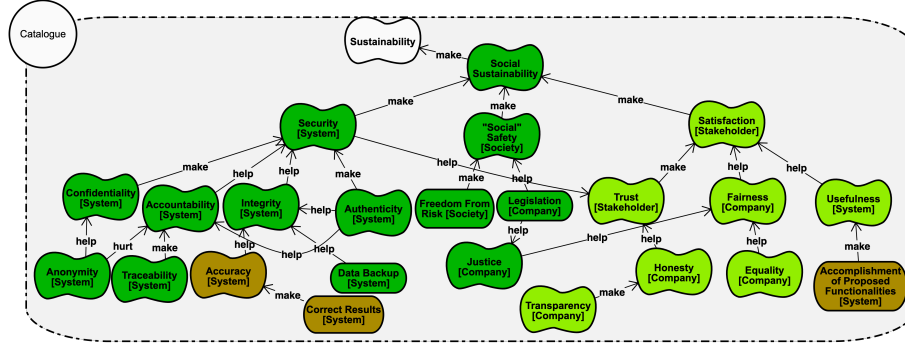 Catalogue
Sustainability
make
Social
Sustainability
make
make
make
Security
[System]
"Social"
Safety
[Society]
Satisfaction
[Stakeholder]
make
help
help
make
help
make
help
make
help
help
Confidentiality
[System]
Accountability
[System]
Integrity
[System]
help
Authenticity
[System]
Freedom From
Risk [Society]
Legislation
[Company]
Trust
[Stakeholder]
Fairness
[Company]
Usefulness
[System]
help
hurt
make
help
help
help
help
help
help
help
make
Anonymity
[System]
Traceability
[System]
Accuracy
[System]
Data Backup
[System]
Justice
[Company]
Honesty
[Company]
Equality
[Company]
Accomplishment
of Proposed
Functionalities
[System]
make
Correct Results
[System]
Transparency
[Company]
make